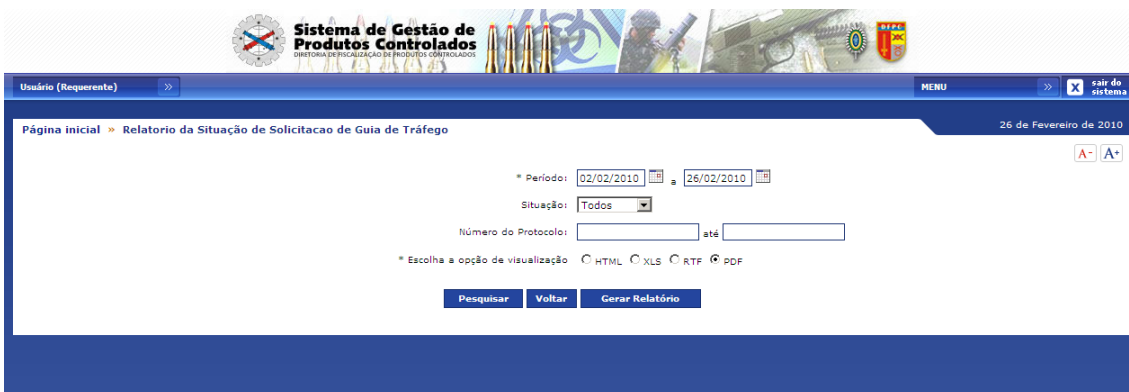 Sistema de Gestão de
Produtos Controlados
DIRETORIA DE FISCALIZAÇÃO DE PRODUTOS CONTROLADOS
DFPC
Usuário (Requerente) »
MENU »
X sair do
sistema
Página inicial » Relatorio da Situação de Solicitacao de Guia de Tráfego
26 de Fevereiro de 2010
A- A+
* Período: 02/02/2010 a 26/02/2010
Situação: Todos
Número do Protocolo: até
* Escolha a opção de visualização HTML XLS RTF PDF
Pesquisar Voltar Gerar Relatório